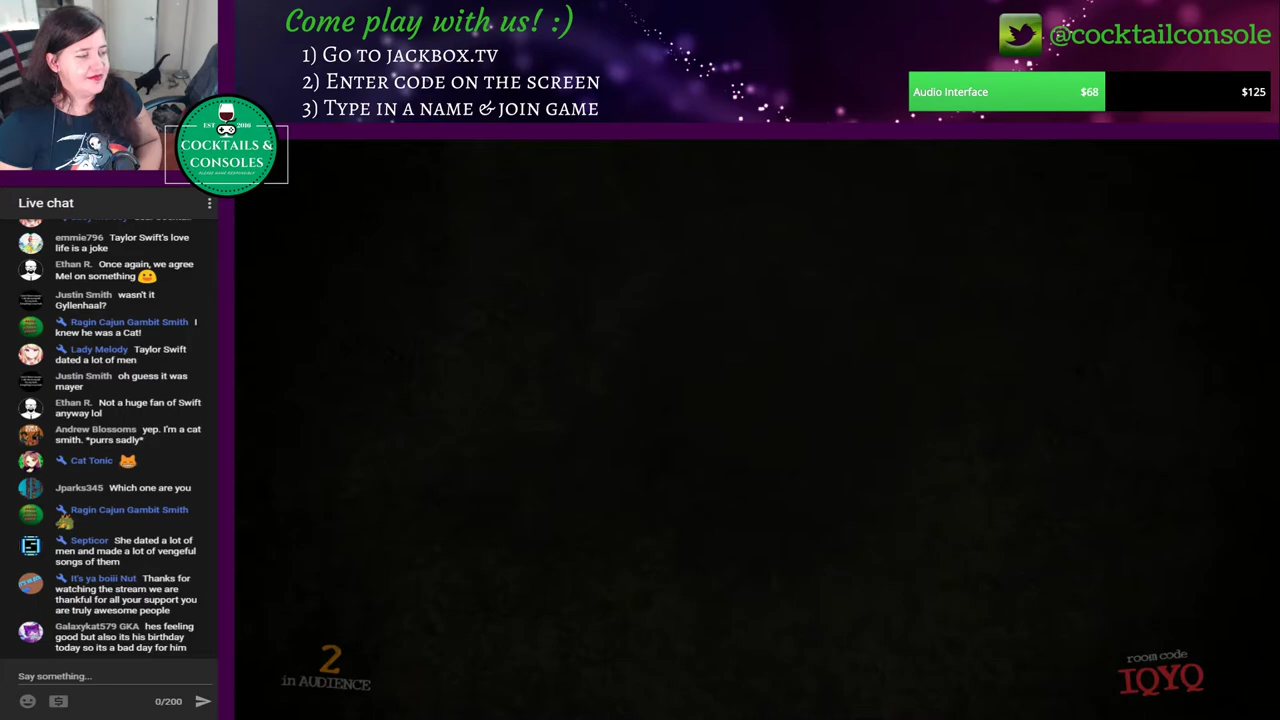 Come play with us! :)
1) Go to jackbox.tv
2) Enter code on the screen
3) Type in a name & join game
@cocktailconsole
Audio Interface $68 $125
EST 2016
COCKTAILS &
CONSOLES
PLEASE GAME RESPONSIBLY
Live chat
emmie796 Taylor Swift's love
life is a joke
Ethan R. Once again, we agree
Mel on something
Justin Smith wasn't it
Gyllenhaal?
Ragin Cajun Gambit Smith I
knew he was a Cat!
Lady Melody Taylor Swift
dated a lot of men
Justin Smith oh guess it was
mayer
Ethan R. Not a huge fan of Swift
anyway lol
Andrew Blossoms yep. I'm a cat
smith. *purrs sadly*
Cat Tonic
Jparks345 Which one are you
Ragin Cajun Gambit Smith
Septicor She dated a lot of
men and made a lot of vengeful
songs of them
It's ya boiii Nut Thanks for
watching the stream we are
thankful for all your support you
are truly awesome people
Galaxykat579 GKA hes feeling
good but also its his birthday
today so its a bad day for him
Say something...
0/200
2
in AUDIENCE
room code
IQYQ